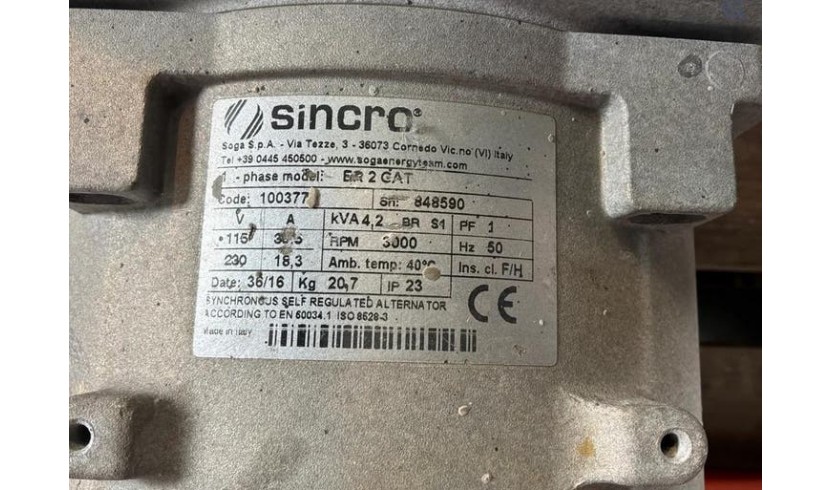 sincro®
Soga S.p.A. - Via Tezze, 3 - 36073 Cornedo Vic.no (VI) Italy
Tel +39 0445 450500 - www.sogaenergyteam.com
- phase model: 2 CAT
Code: 100377 Sn: 848590
V A kVA 4,2 BR S1 PF 1
•115 RPM 3000 Hz 50
230 18,3 Amb. temp: 40°C Ins. cl. F/H
Date: 36/16 Kg 20,7 IP 23
SYNCHRONOUS SELF REGULATED ALTERNATOR CE
ACCORDING TO EN 60034.1 ISO 8528-3
Made in Italy